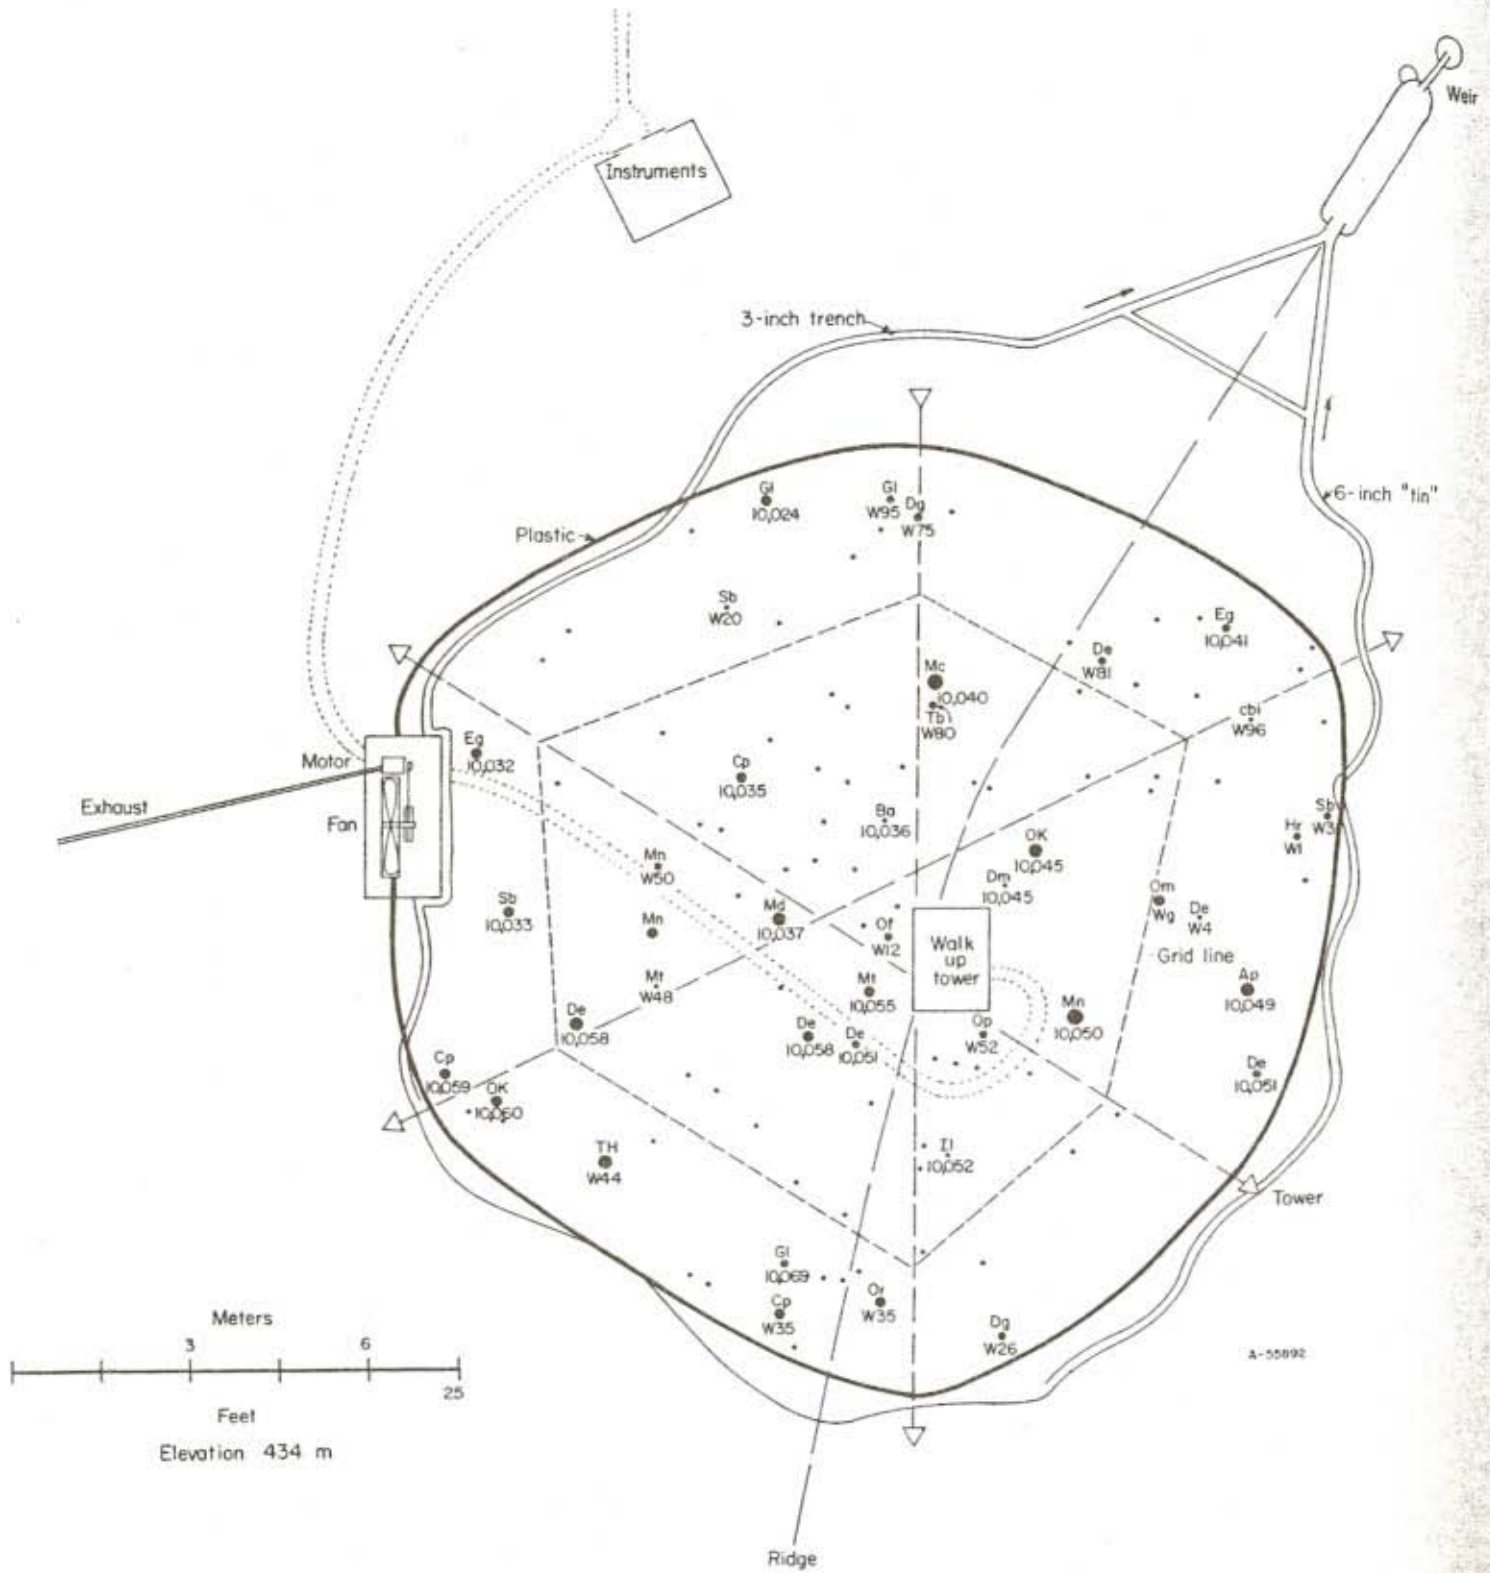 Weir
Instruments
3-inch trench
6-inch "tin"
Plastic
Gl
10,024
Gl
W95
Dg
W75
Sb
W20
Eg
10,041
De
W81
Mc
10,040
Tb
W80
cbi
W96
Eg
10,032
Motor
Exhaust
Fan
Cp
10,035
Ba
10,036
OK
10,045
Sb
W3
Hr
W1
Mn
W50
Dm
10,045
Om
Wg
De
W4
Sb
10,033
Mn
Md
10,037
Of
W12
Walk
up
tower
Grid line
Mt
W48
Mt
10,055
Ap
10,049
Mn
10,050
De
10,058
De
10,058
De
10,051
Op
W52
Cp
10,059
OK
10,060
De
10,051
TH
W44
Il
10,052
Tower
Gl
10,069
Cp
W35
Or
W35
Dg
W26
A-55892
Meters
3 6
25
Feet
Elevation 434 m
Ridge